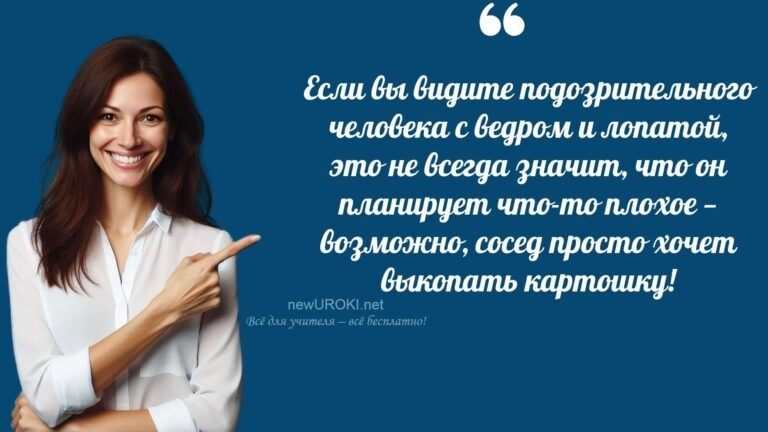 “
Если вы видите подозрительного
человека с ведром и лопатой,
это не всегда значит, что он
планирует что-то плохое –
возможно, сосед просто хочет
выкопать картошку!
newUROKI.net
Всё для учителя – всё бесплатно!